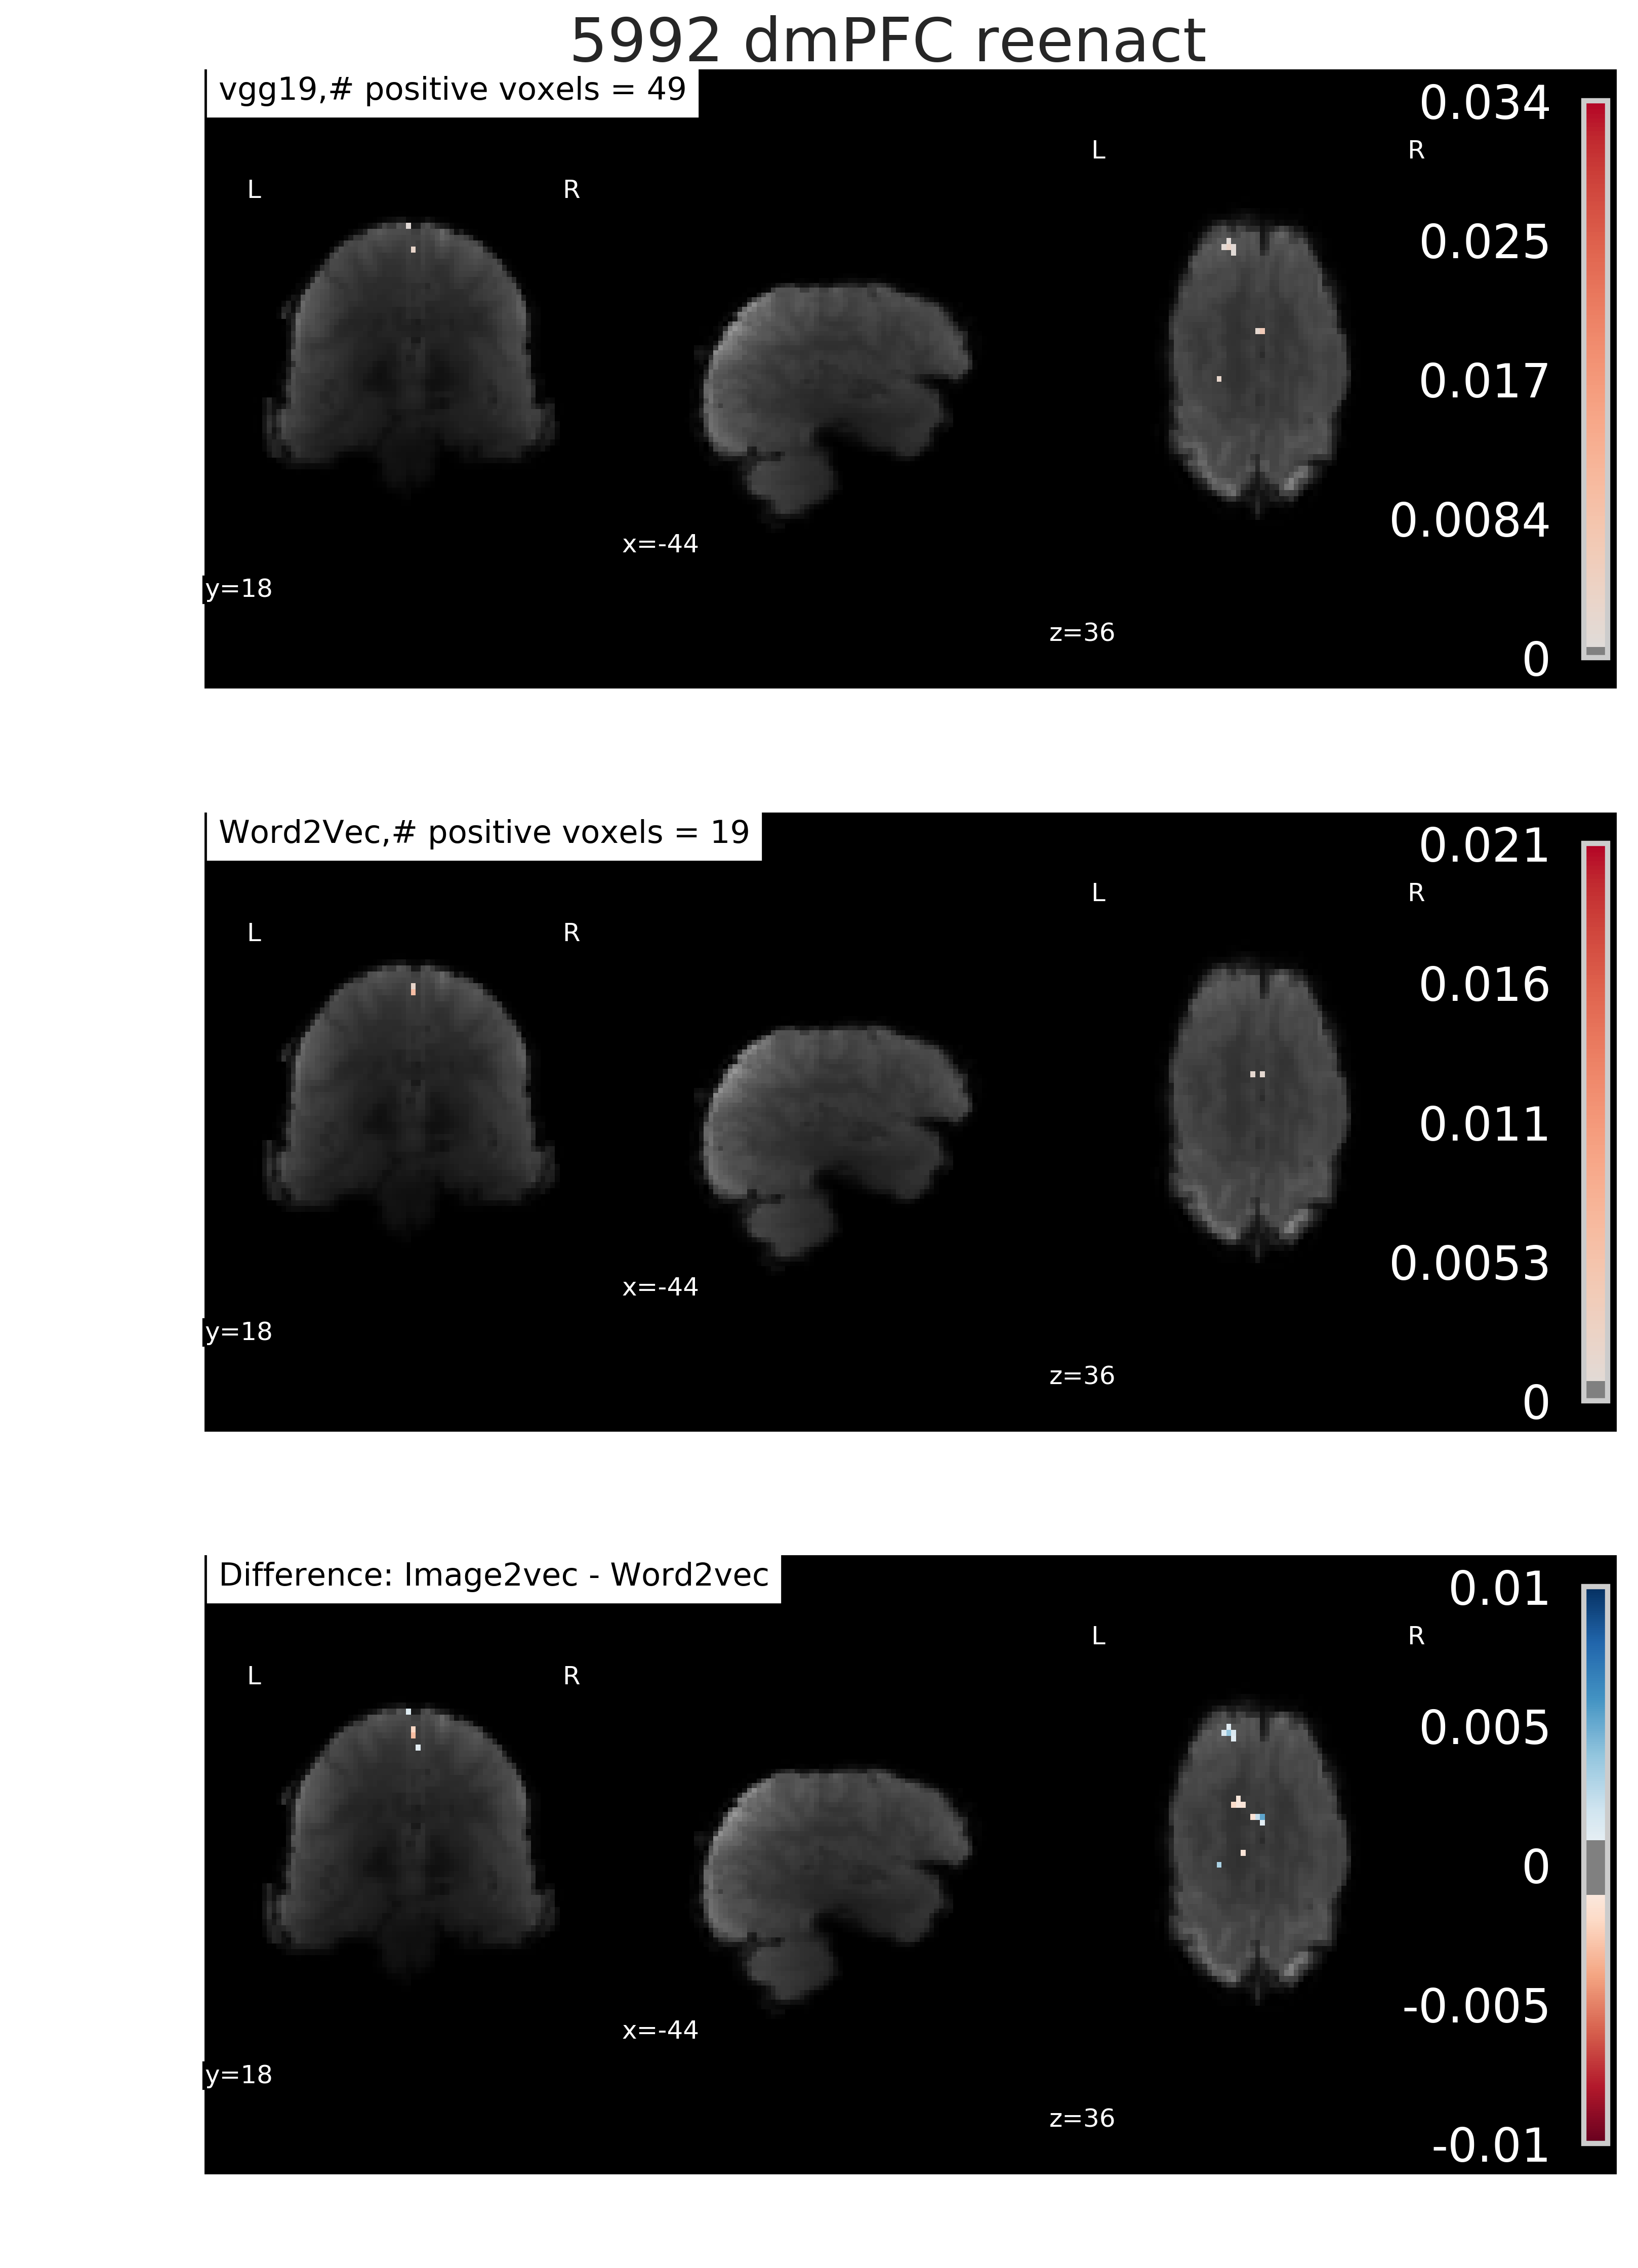 5992 dmPFC reenact
vgg19,# positive voxels = 49
0.034
L
R
L
R
0.025
0.017
0.0084
x=-44
y=18
z=36
0
Word2Vec,# positive voxels = 19
0.021
L
R
L
R
0.016
0.011
0.0053
x=-44
y=18
z=36
0
Difference: Image2vec - Word2vec
0.01
L
R
L
R
0.005
0
-0.005
x=-44
y=18
z=36
-0.01